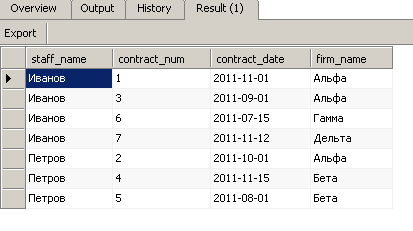 Overview Output History Result (1)
Export
staff_name contract_num contract_date firm_name
Иванов 1 2011-11-01 Альфа
Иванов 3 2011-09-01 Альфа
Иванов 6 2011-07-15 Гамма
Иванов 7 2011-11-12 Дельта
Петров 2 2011-10-01 Альфа
Петров 4 2011-11-15 Бета
Петров 5 2011-08-01 Бета